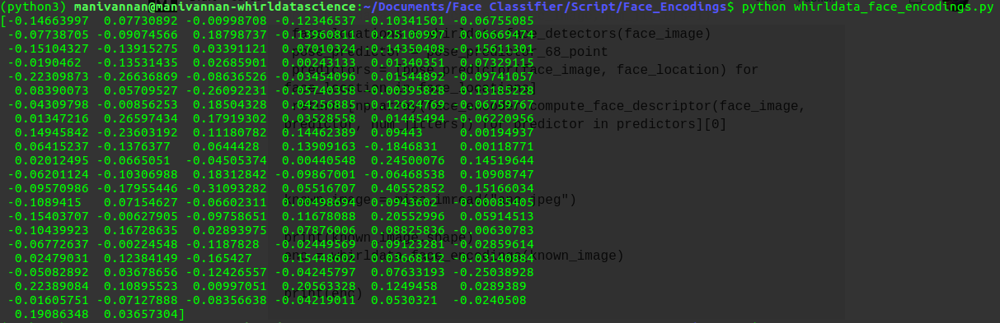 (python3) manivannan@manivannan-whirldatascience:~/Documents/Face Classifier/Script/Face_Encodings$ python whirldata_face_encodings.py
[-0.14663997 0.07730892 -0.00998708 -0.12346537 -0.10341501 -0.06755085
-0.07738705 -0.09074566 0.18798737 -0.13960811 0.25100997 0.06669474
-0.15104327 -0.13915275 0.03391121 0.07010324 -0.14350408 -0.15611301
-0.0190462 -0.13531435 0.02685901 0.00243133 0.01340351 0.07329115
-0.22309873 -0.26636869 -0.08636526 -0.03454096 0.01544892 -0.09741057
0.08390073 0.05709527 -0.26092231 -0.05740358 -0.00395828 -0.13185228
-0.04309798 -0.00856253 0.18504328 0.04256885 -0.12624769 -0.06759767
0.01347216 0.26597434 0.17919302 0.03528558 0.01445494 -0.06220956
0.14945842 -0.23603192 0.11180782 0.14462389 0.09443 0.00194937
0.06415237 -0.1376377 0.0644428 0.13909163 -0.1846831 0.00118771
0.02012495 -0.0665051 -0.04505374 0.00440548 0.24500076 0.14519644
-0.06201124 -0.10306988 0.18312842 -0.09867001 -0.06468538 0.10908747
-0.09570986 -0.17955446 -0.31093282 0.05516707 0.40552852 0.15166034
-0.1089415 0.07154627 -0.06602311 0.00498694 0.0943602 -0.00085405
-0.15403707 -0.00627905 -0.09758651 0.11678088 0.20552996 0.05914513
-0.10439923 0.16728635 0.02893975 0.07876006 0.08825836 -0.00630783
-0.06772637 -0.00224548 -0.1187828 -0.02449569 0.09123281 -0.02859614
0.02479031 0.12384149 -0.165427 0.15448602 -0.03668112 -0.03140884
-0.05082892 0.03678656 -0.12426557 -0.04245797 0.07633193 -0.25038928
0.22389084 0.10895523 0.00997051 0.20563328 0.1249458 0.0289389
-0.01605751 -0.07127888 -0.08356638 -0.04219011 0.0530321 -0.0240508
0.19086348 0.03657304]
(face_image)
pose_predictor_68_point
face_location) for
compute_face_descriptor(face_image,
predictor in predictors][0]
known_image)